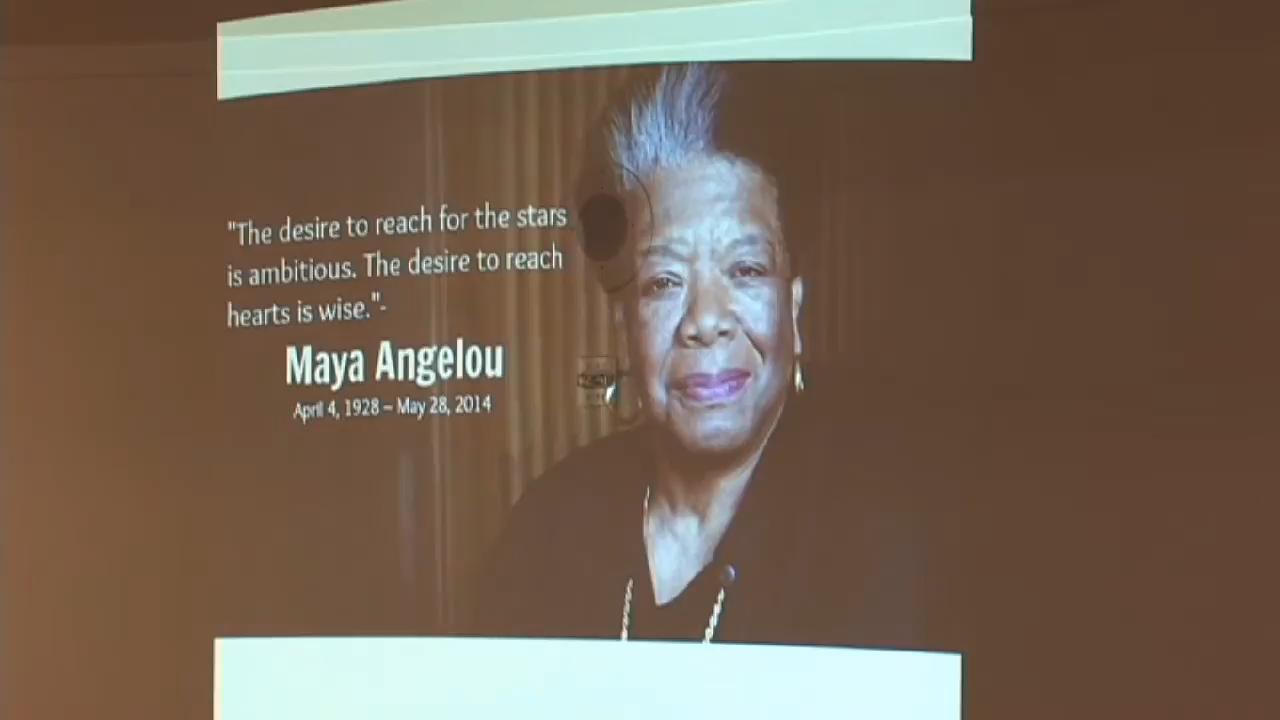 "The desire to reach for the stars
is ambitious. The desire to reach
hearts is wise."-
Maya Angelou
April 4, 1928 – May 28, 2014